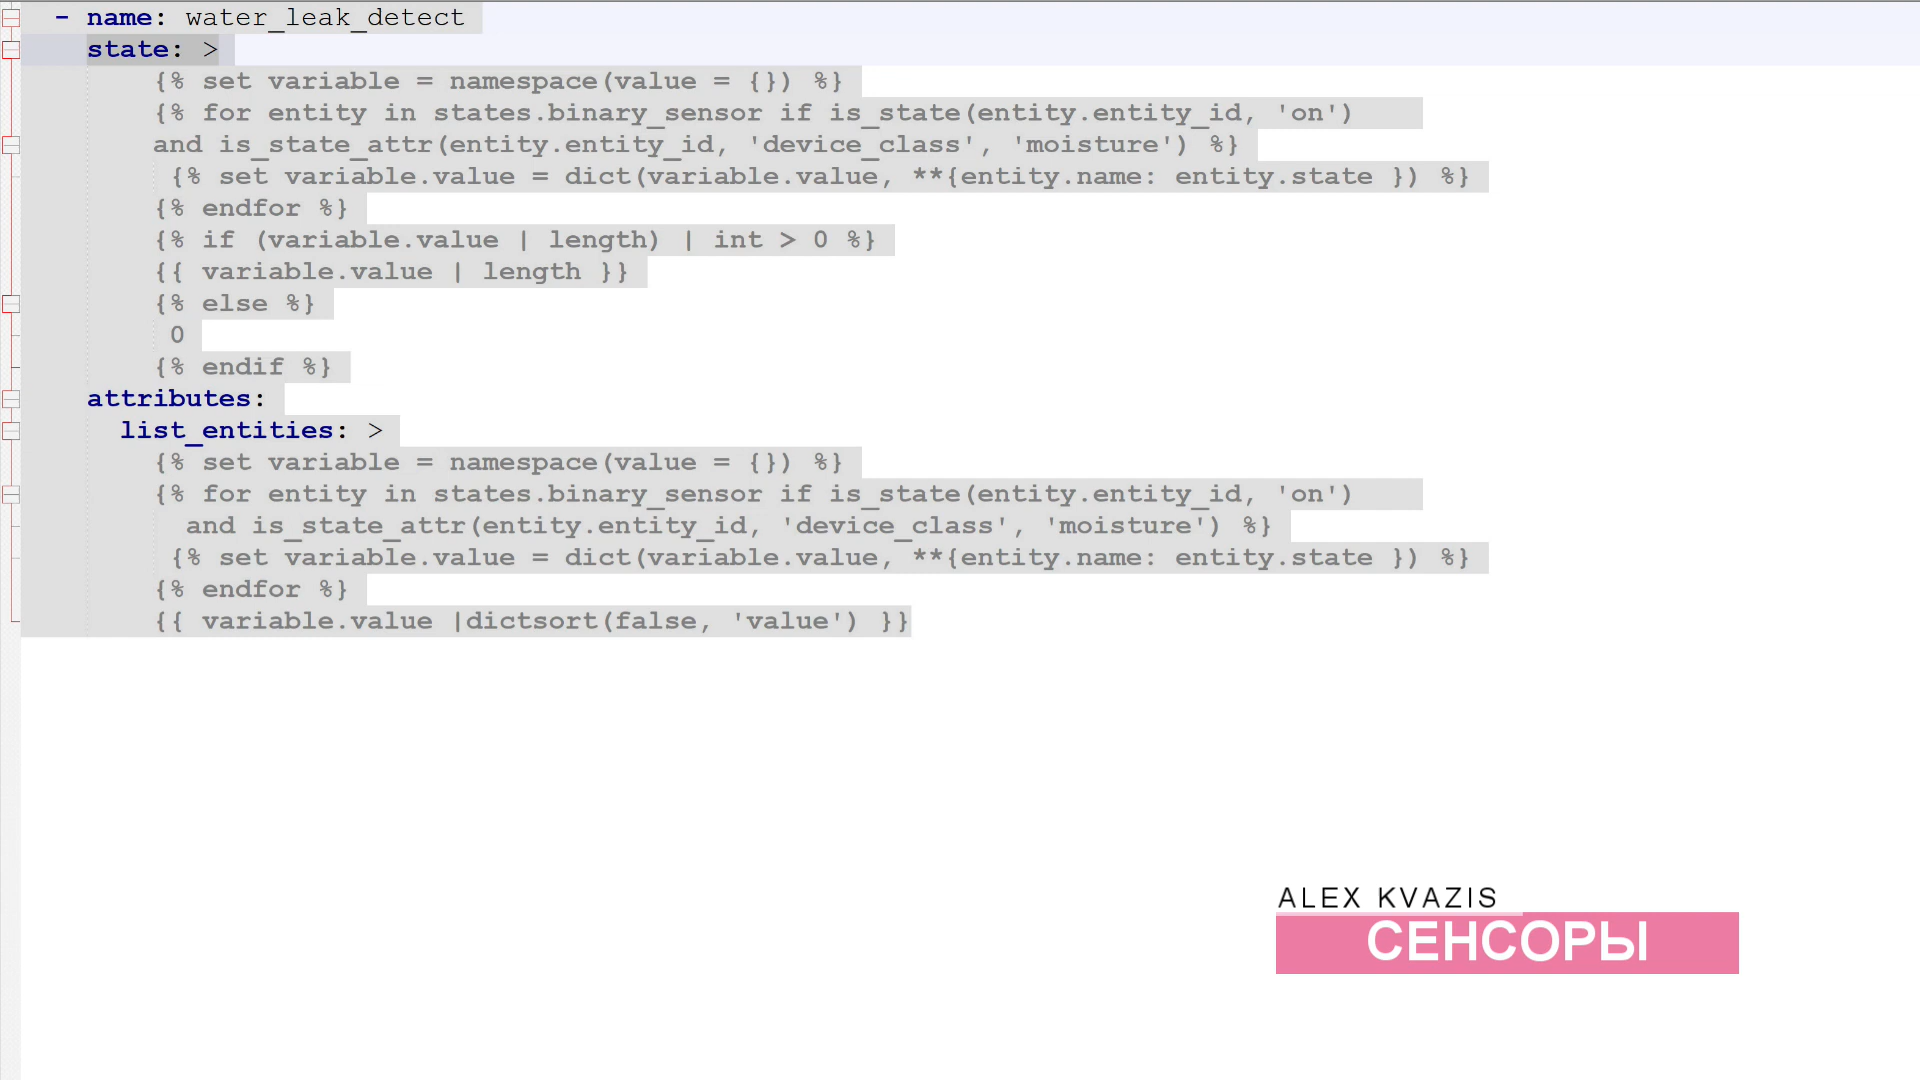 - name: water_leak_detect
state: >
{% set variable = namespace(value = {}) %}
{% for entity in states.binary_sensor if is_state(entity.entity_id, 'on')
and is_state_attr(entity.entity_id, 'device_class', 'moisture') %}
{% set variable.value = dict(variable.value, **{entity.name: entity.state }) %}
{% endfor %}
{% if (variable.value | length) | int > 0 %}
{{ variable.value | length }}
{% else %}
0
{% endif %}
attributes:
list_entities: >
{% set variable = namespace(value = {}) %}
{% for entity in states.binary_sensor if is_state(entity.entity_id, 'on')
and is_state_attr(entity.entity_id, 'device_class', 'moisture') %}
{% set variable.value = dict(variable.value, **{entity.name: entity.state }) %}
{% endfor %}
{{ variable.value |dictsort(false, 'value') }}
ALEX KVAZIS
СЕНСОРЫ